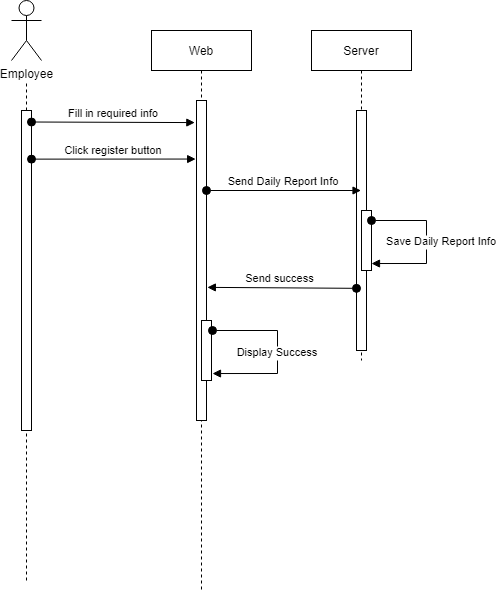 Employee
Web
Server
Fill in required info
Click register button
Send Daily Report Info
Save Daily Report Info
Send success
Display Success